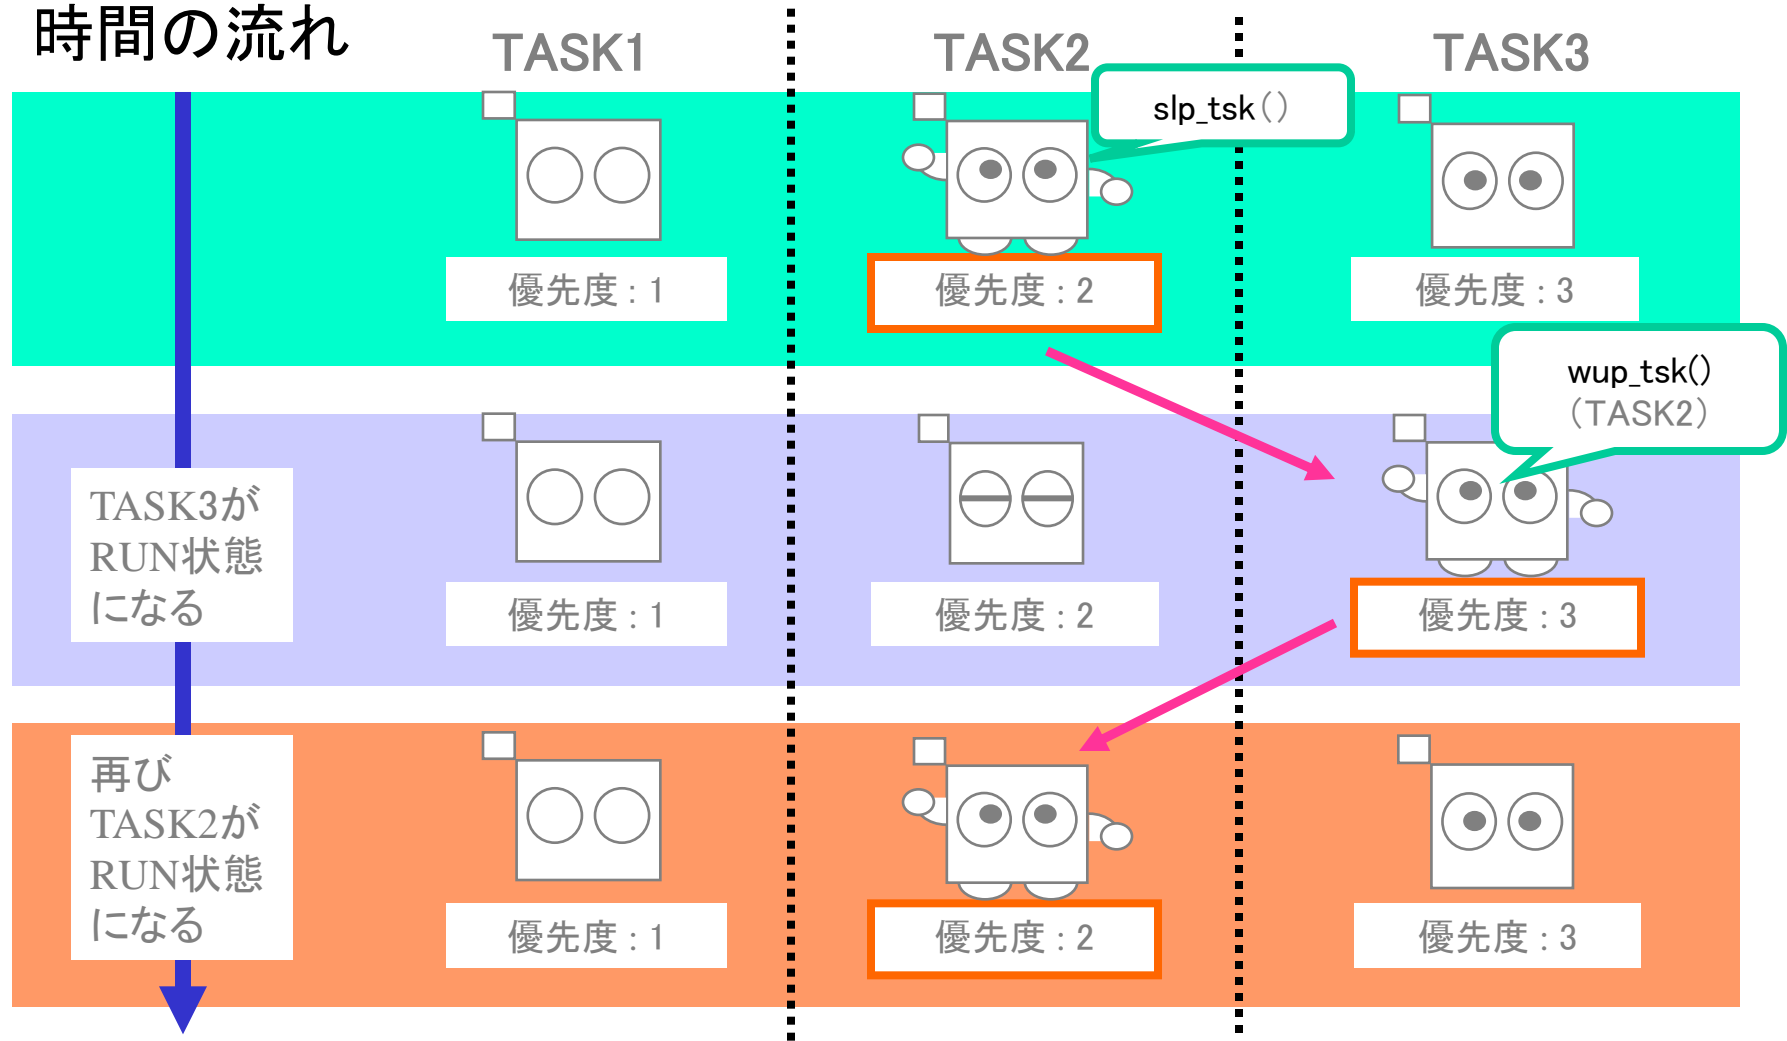 時間の流れ
TASK1
TASK2
TASK3
slp_tsk()
優先度:1
優先度:2
優先度:3
wup_tsk()
(TASK2)
TASK3が
RUN状態
になる
優先度:1
優先度:2
優先度:3
再び
TASK2が
RUN状態
になる
優先度:1
優先度:2
優先度:3